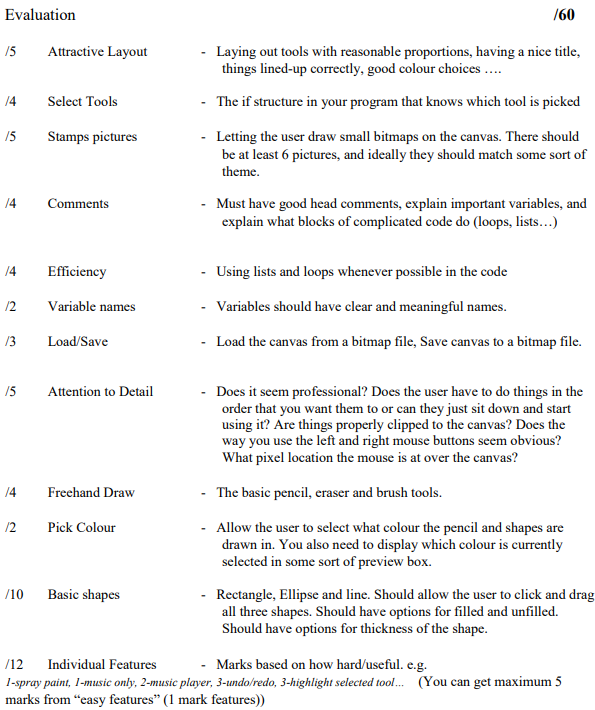 Evaluation /60
/5 Attractive Layout - Laying out tools with reasonable proportions, having a nice title,
things lined-up correctly, good colour choices ….
/4 Select Tools - The if structure in your program that knows which tool is picked
/5 Stamps pictures - Letting the user draw small bitmaps on the canvas. There should
be at least 6 pictures, and ideally they should match some sort of
theme.
/4 Comments - Must have good head comments, explain important variables, and
explain what blocks of complicated code do (loops, lists…)
/4 Efficiency - Using lists and loops whenever possible in the code
/2 Variable names - Variables should have clear and meaningful names.
/3 Load/Save - Load the canvas from a bitmap file, Save canvas to a bitmap file.
/5 Attention to Detail - Does it seem professional? Does the user have to do things in the
order that you want them to or can they just sit down and start
using it? Are things properly clipped to the canvas? Does the
way you use the left and right mouse buttons seem obvious?
What pixel location the mouse is at over the canvas?
/4 Freehand Draw - The basic pencil, eraser and brush tools.
/2 Pick Colour - Allow the user to select what colour the pencil and shapes are
drawn in. You also need to display which colour is currently
selected in some sort of preview box.
/10 Basic shapes - Rectangle, Ellipse and line. Should allow the user to click and drag
all three shapes. Should have options for filled and unfilled.
Should have options for thickness of the shape.
/12 Individual Features - Marks based on how hard/useful. e.g.
1-spray paint, 1-music only, 2-music player, 3-undo/redo, 3-highlight selected tool… (You can get maximum 5
marks from “easy features” (1 mark features))